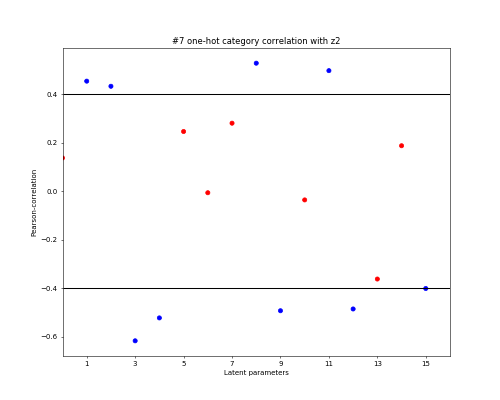 #7 one-hot category correlation with z2
0.4
0.2
0.0
−0.2
−0.4
−0.6
Pearson-correlation
1 3 5 7 9 11 13 15
Latent parameters